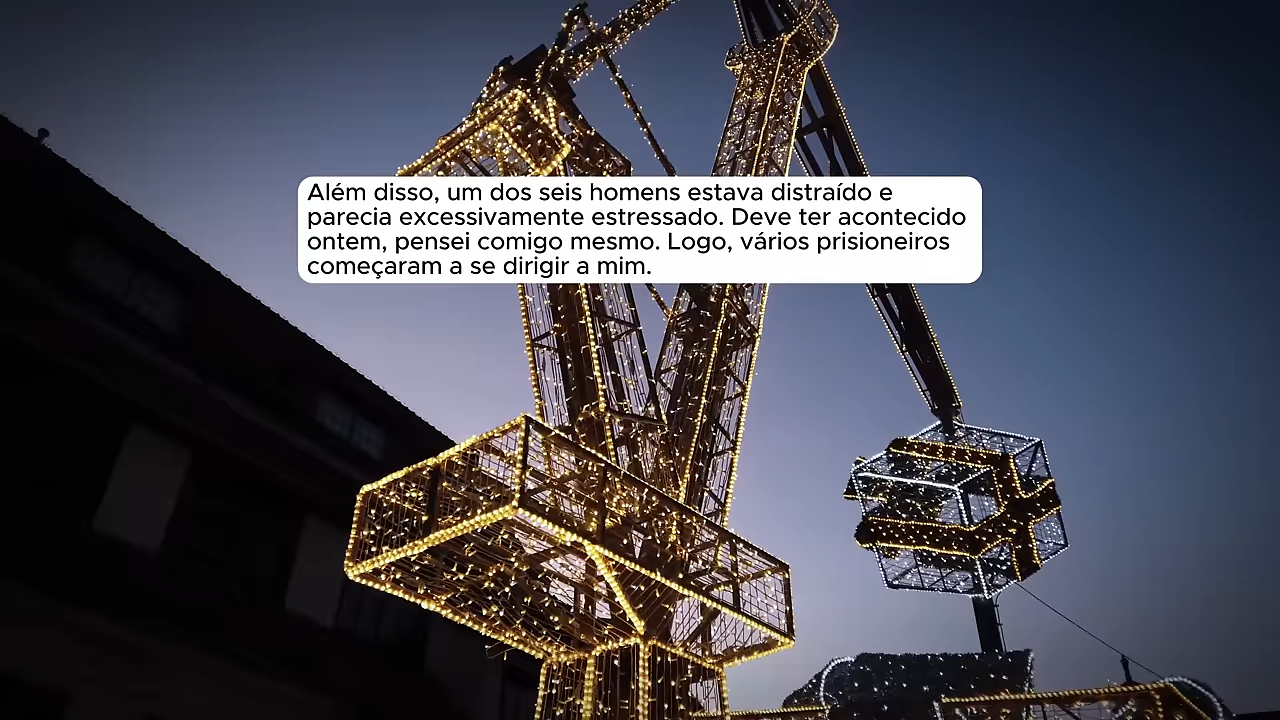 Além disso, um dos seis homens estava distraído e
parecia excessivamente estressado. Deve ter acontecido
ontem, pensei comigo mesmo. Logo, vários prisioneiros
começaram a se dirigir a mim.